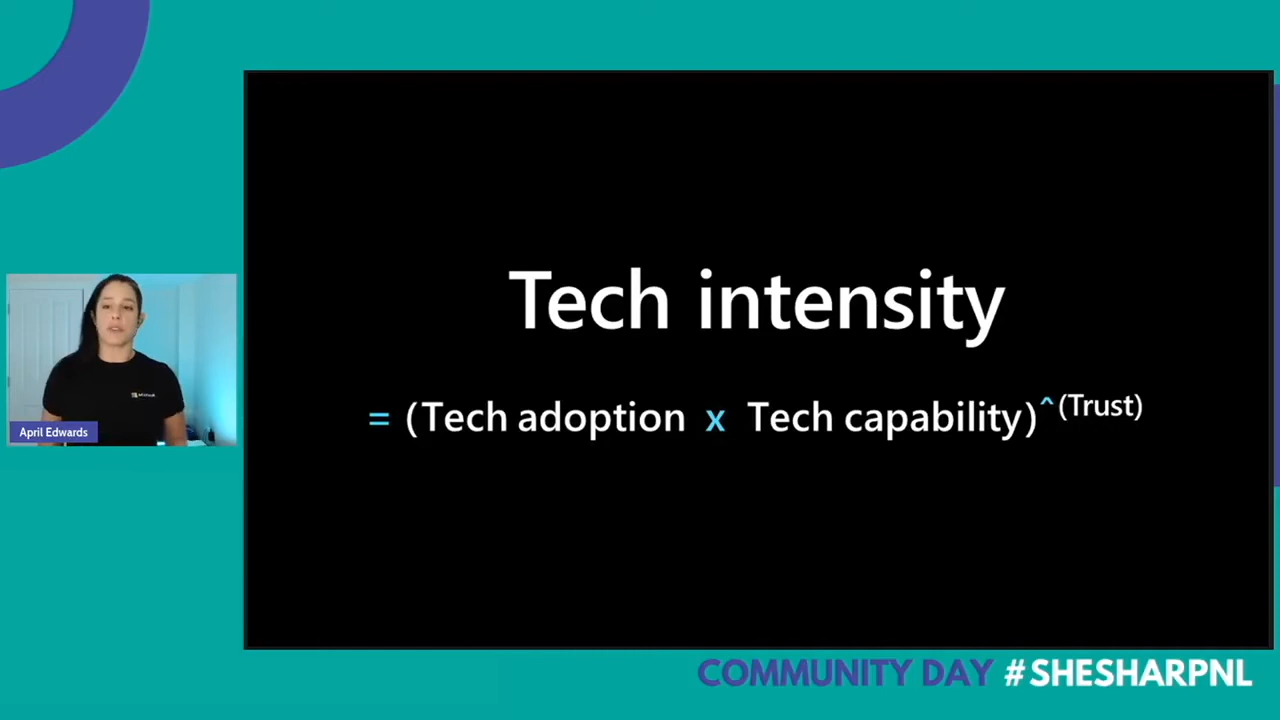 Tech intensity
= (Tech adoption x Tech capability)^(Trust)
April Edwards
COMMUNITY DAY #SHESHARPNL